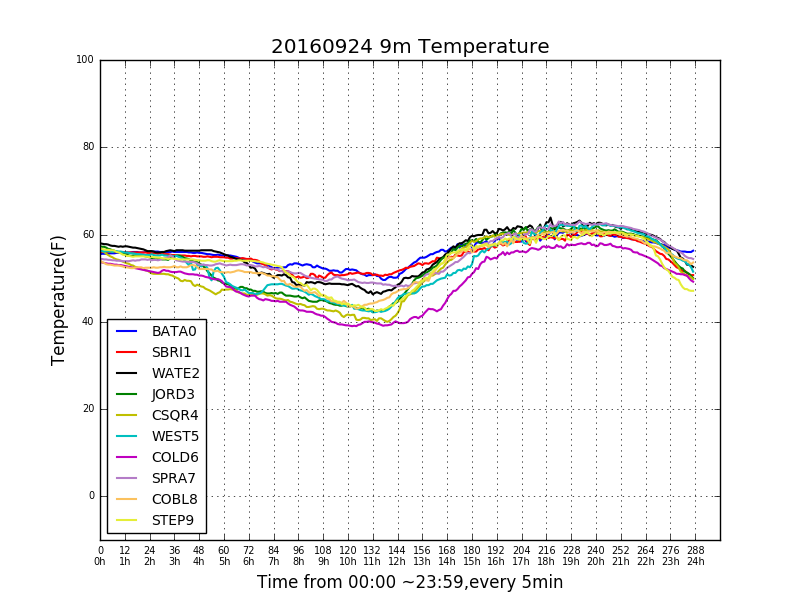 20160924 9m Temperature
100
80
60
40
20
0
Temperature(F)
BATA0
SBRI1
WATE2
JORD3
CSQR4
WEST5
COLD6
SPRA7
COBL8
STEP9
0 12 24 36 48 60 72 84 96 108 120 132 144 156 168 180 192 204 216 228 240 252 264 276 288
0h 1h 2h 3h 4h 5h 6h 7h 8h 9h 10h 11h 12h 13h 14h 15h 16h 17h 18h 19h 20h 21h 22h 23h 24h
Time from 00:00 ~23:59,every 5min